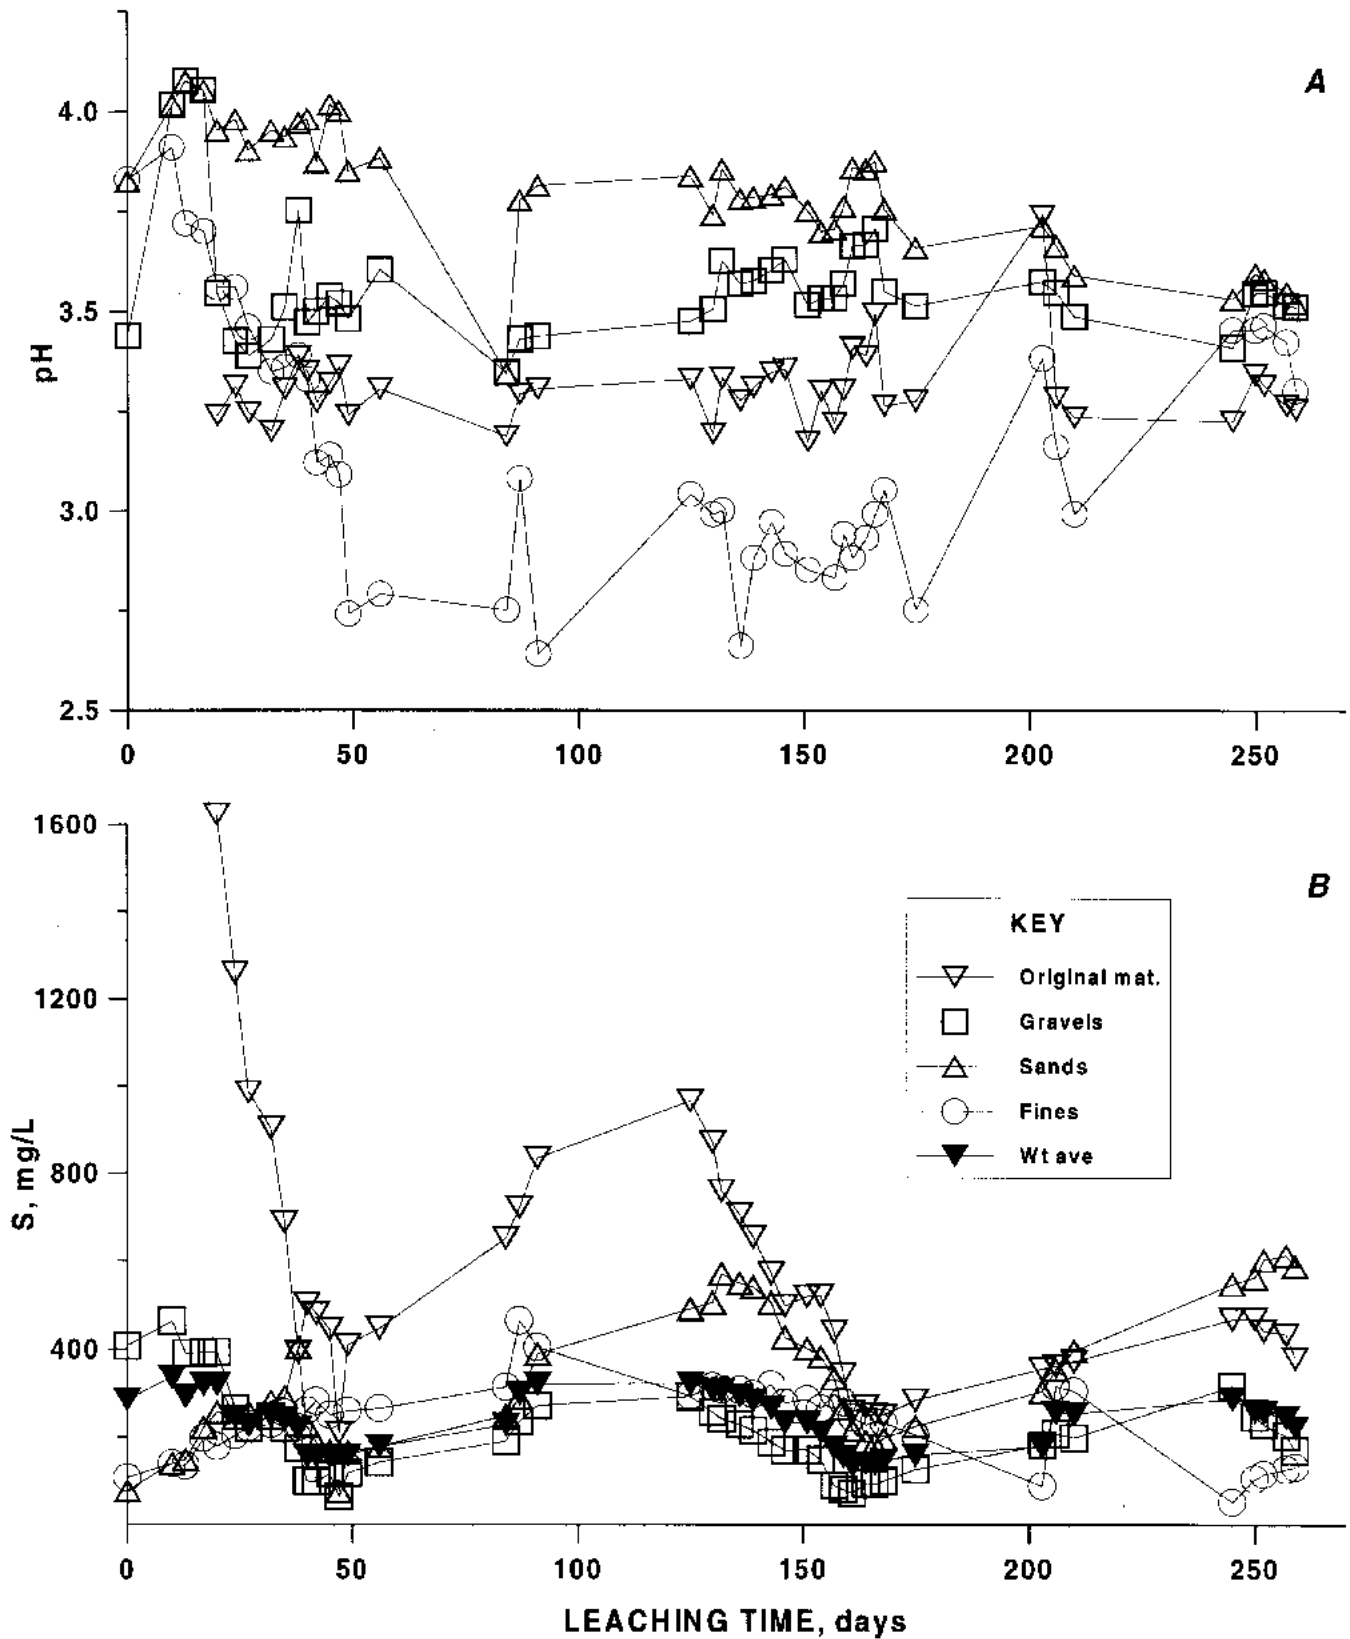 A
4.0
3.5
3.0
2.5
pH
0 50 100 150 200 250
B
1600
1200
800
400
S, mg/L
KEY
Original mat.
Gravels
Sands
Fines
Wt ave
0 50 100 150 200 250
LEACHING TIME, days